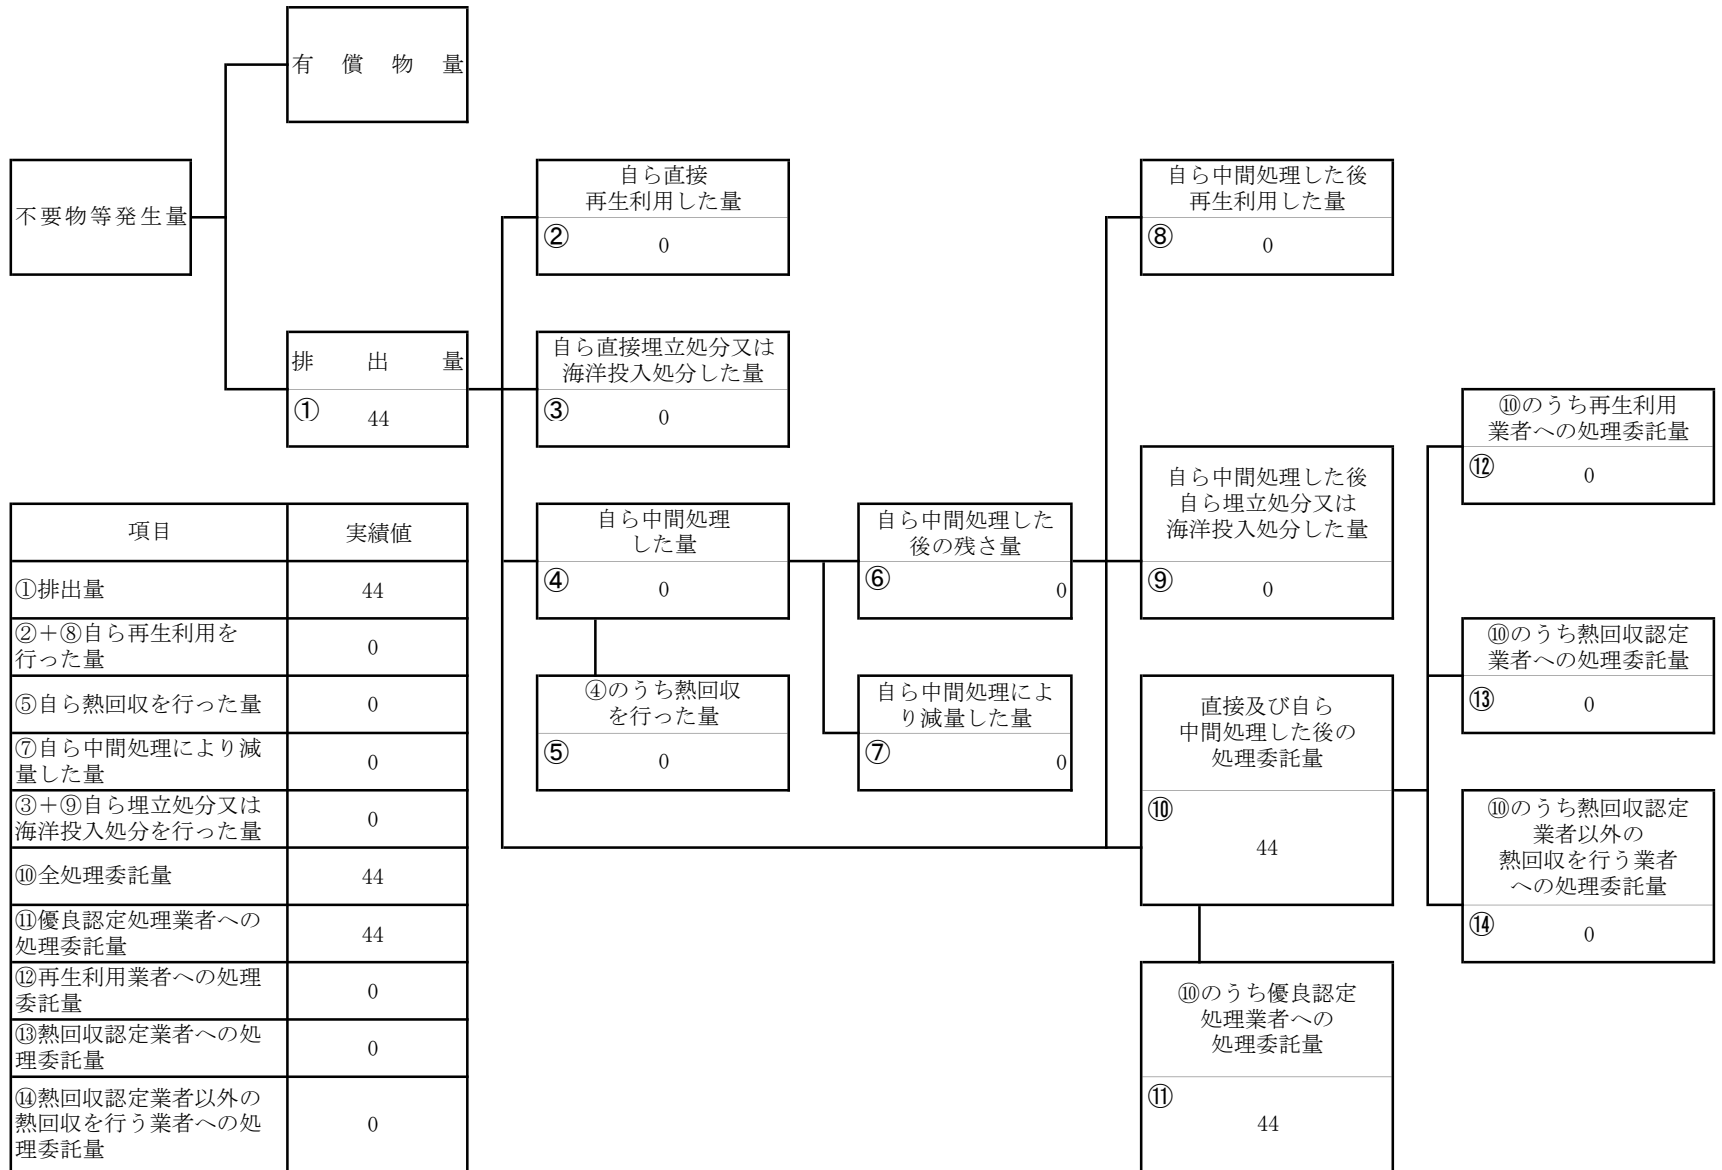 有償物量
不要物等発生量
自ら直接
再生利用した量
②
0
自ら中間処理した後
再生利用した量
⑧
0
排出量
①
44
自ら直接埋立処分又は
海洋投入処分した量
③
0
⑩のうち再生利用
業者への処理委託量
⑫
0
自ら中間処理
した量
④
0
自ら中間処理した
後の残さ量
⑥
0
自ら中間処理した後
自ら埋立処分又は
海洋投入処分した量
⑨
0
⑩のうち熱回収認定
業者への処理委託量
⑬
0
④のうち熱回収
を行った量
⑤
0
自ら中間処理によ
り減量した量
⑦
0
直接及び自ら
中間処理した後の
処理委託量
⑩
44
⑩のうち熱回収認定
業者以外の
熱回収を行う業者
への処理委託量
⑭
0
⑩のうち優良認定
処理業者への
処理委託量
⑪
44
項目 実績値
①排出量 44
②＋⑧自ら再生利用を
行った量 0
⑤自ら熱回収を行った量 0
⑦自ら中間処理により減
量した量 0
③＋⑨自ら埋立処分又は
海洋投入処分を行った量 0
⑩全処理委託量 44
⑪優良認定処理業者への
処理委託量 44
⑫再生利用業者への処理
委託量 0
⑬熱回収認定業者への処
理委託量 0
⑭熱回収認定業者以外の
熱回収を行う業者への処 0
理委託量